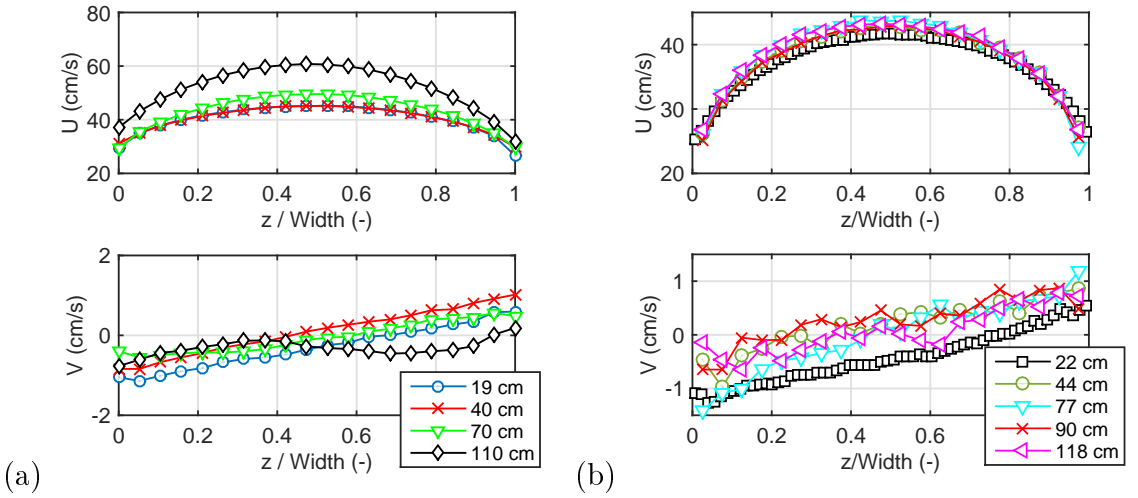 80
60
40
20
U (cm/s)
0 0.2 0.4 0.6 0.8 1
z / Width (-)
2
0
-2
V (cm/s)
0 0.2 0.4 0.6 0.8 1
z / Width (-)
19 cm
40 cm
70 cm
110 cm
(a)
40
30
20
U (cm/s)
0 0.2 0.4 0.6 0.8 1
z/Width (-)
1
0
-1
V (cm/s)
0 0.2 0.4 0.6 0.8 1
z/Width (-)
22 cm
44 cm
77 cm
90 cm
118 cm
(b)